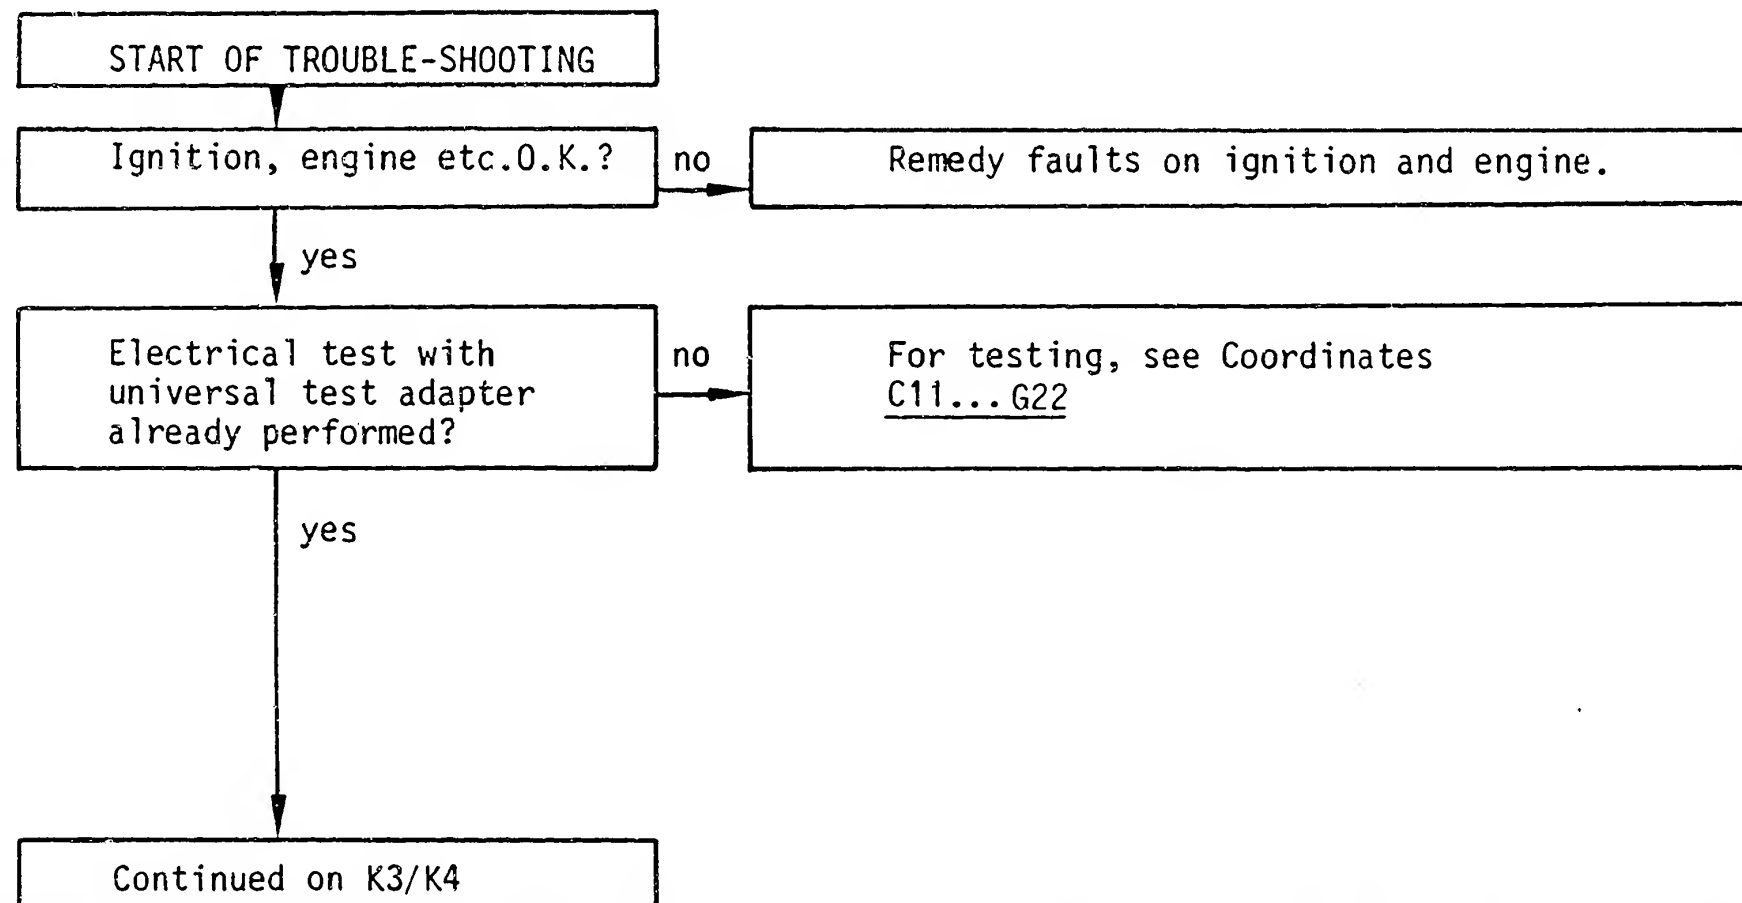 START OF TROUBLE-SHOOTING
Ignition, engine etc.O.K.?
no
Remedy faults on ignition and engine.
yes
Electrical test with
universal test adapter
already performed?
no
For testing, see Coordinates
C11...G22
yes
Continued on K3/K4